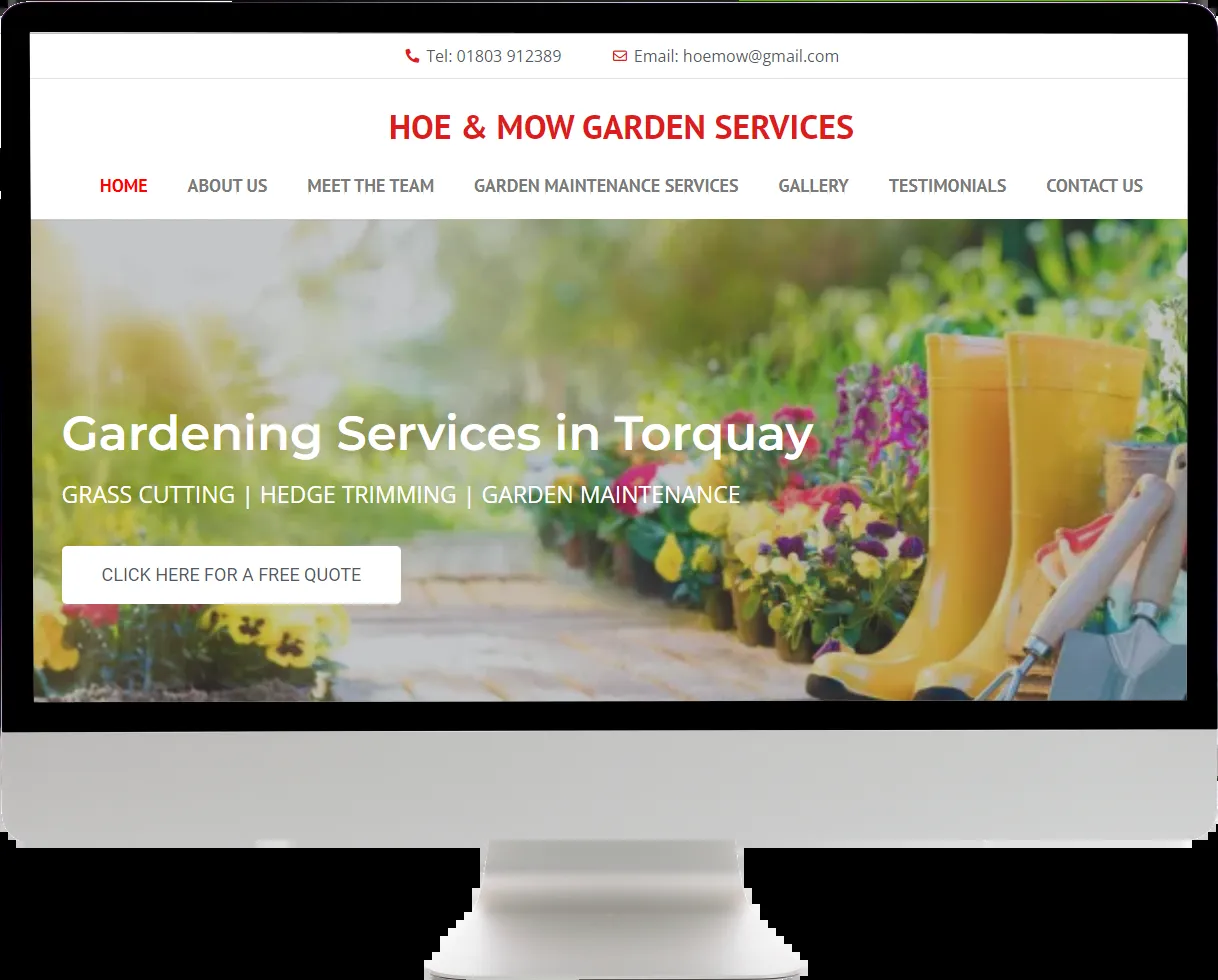 Tel: 01803 912389 Email: hoemow@gmail.com
HOE & MOW GARDEN SERVICES
HOME ABOUT US MEET THE TEAM GARDEN MAINTENANCE SERVICES GALLERY TESTIMONIALS CONTACT US
Gardening Services in Torquay
GRASS CUTTING | HEDGE TRIMMING | GARDEN MAINTENANCE
CLICK HERE FOR A FREE QUOTE